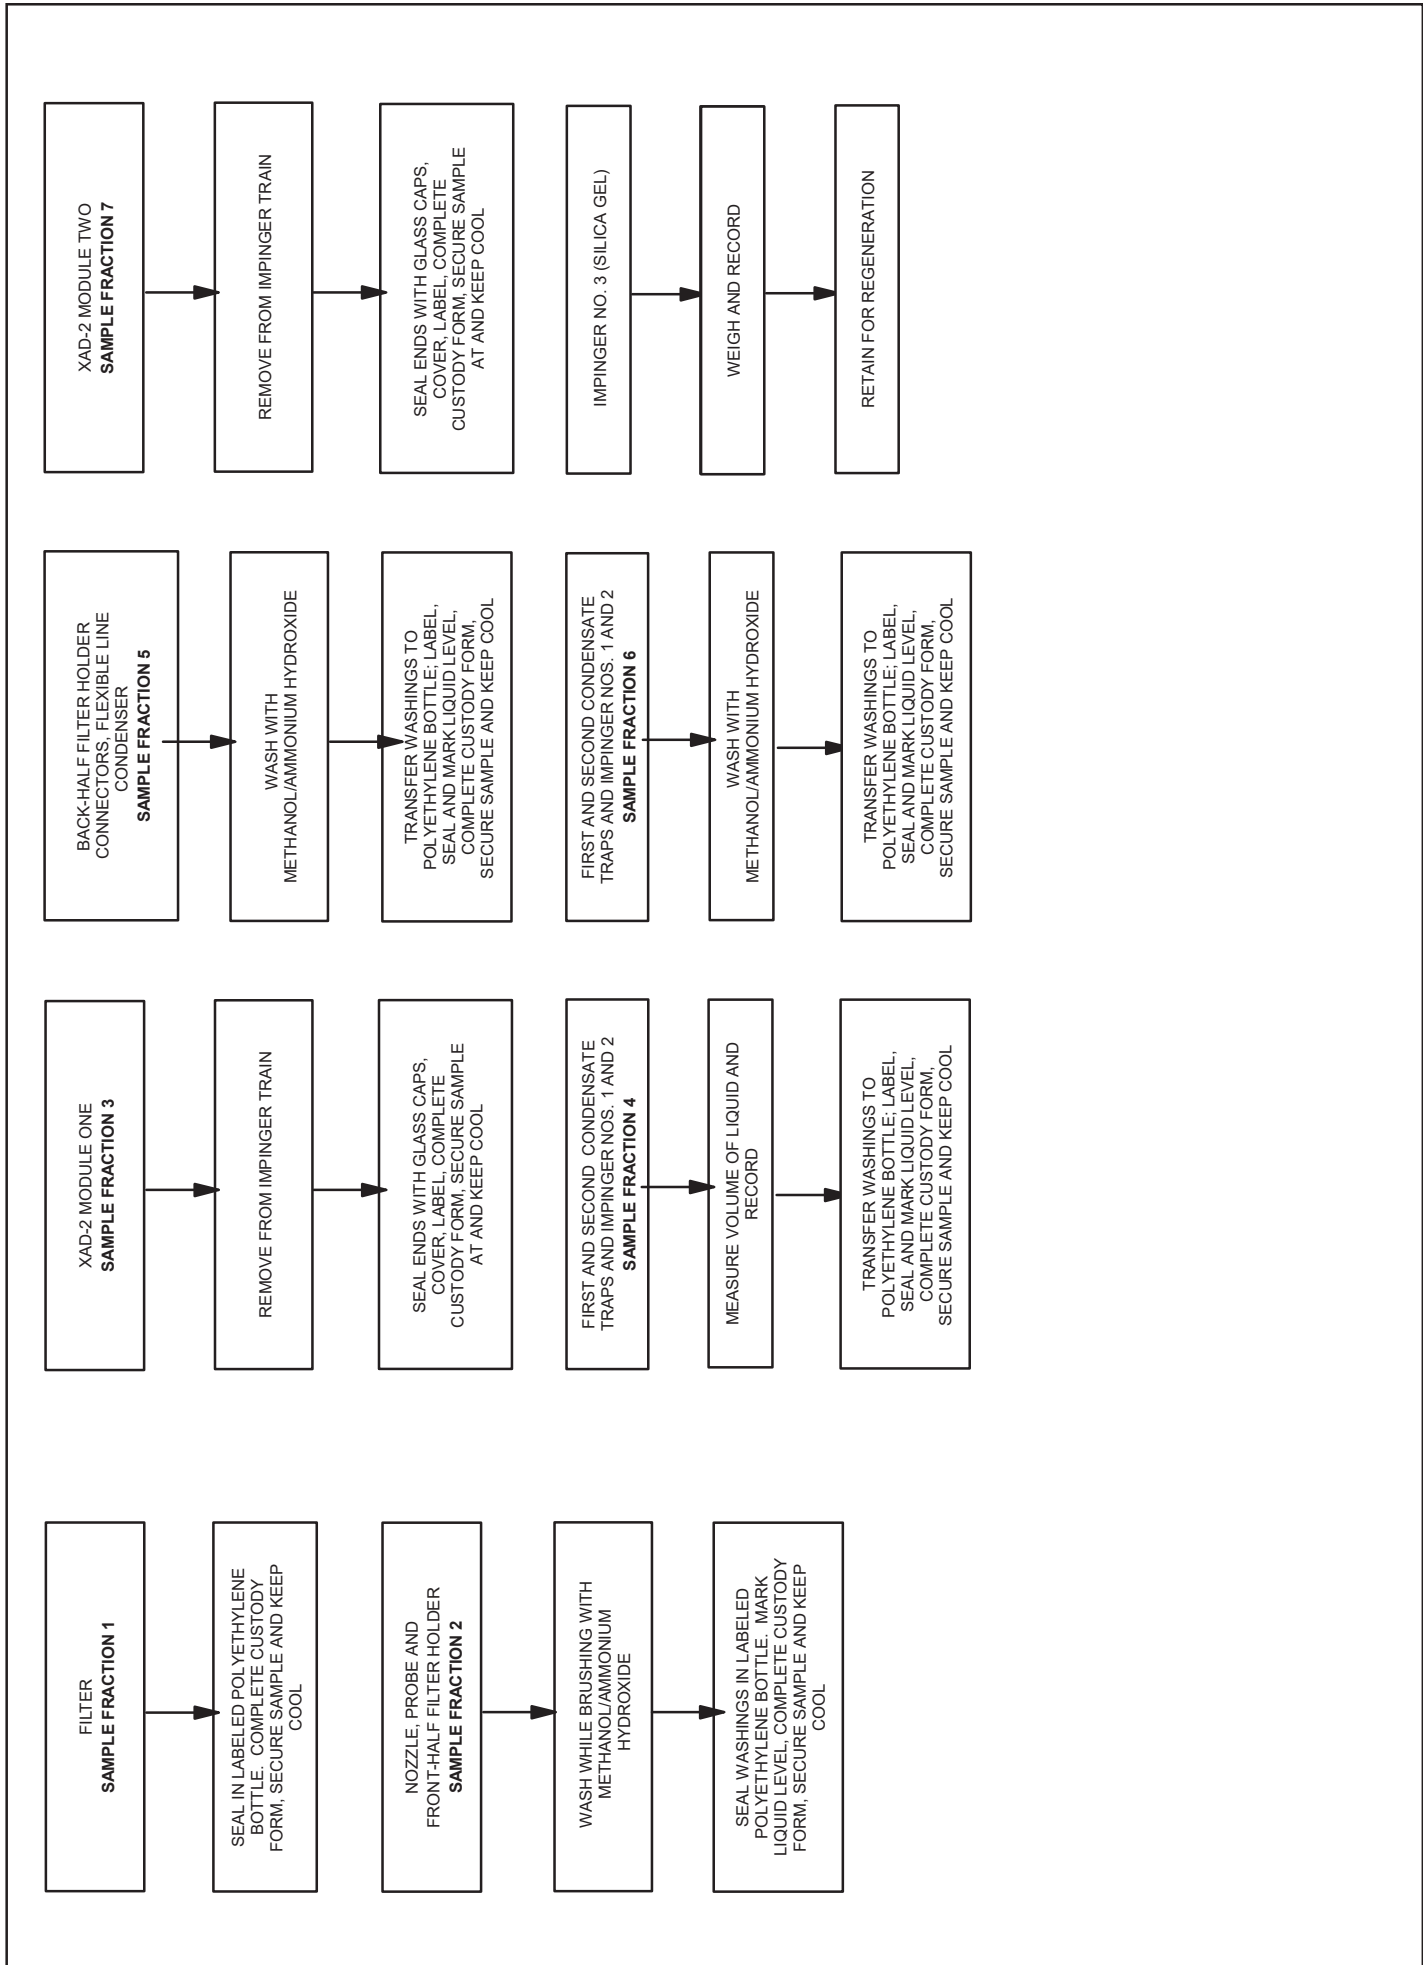 FILTER
SAMPLE FRACTION 1
SEAL IN LABELED POLYETHYLENE
BOTTLE. COMPLETE CUSTODY
FORM, SECURE SAMPLE AND KEEP
COOL
NOZZLE, PROBE AND
FRONT-HALF FILTER HOLDER
SAMPLE FRACTION 2
WASH WHILE BRUSHING WITH
METHANOL/AMMONIUM
HYDROXIDE
SEAL WASHINGS IN LABELED
POLYETHYLENE BOTTLE. MARK
LIQUID LEVEL, COMPLETE CUSTODY
FORM, SECURE SAMPLE AND KEEP
COOL
XAD-2 MODULE ONE
SAMPLE FRACTION 3
REMOVE FROM IMPINGER TRAIN
SEAL ENDS WITH GLASS CAPS,
COVER, LABEL, COMPLETE
CUSTODY FORM, SECURE SAMPLE
AT AND KEEP COOL
FIRST AND SECOND CONDENSATE
TRAPS AND IMPINGER NOS. 1 AND 2
SAMPLE FRACTION 4
MEASURE VOLUME OF LIQUID AND
RECORD
TRANSFER WASHINGS TO
POLYETHYLENE BOTTLE; LABEL,
SEAL AND MARK LIQUID LEVEL,
COMPLETE CUSTODY FORM,
SECURE SAMPLE AND KEEP COOL
BACK-HALF FILTER HOLDER
CONNECTORS, FLEXIBLE LINE
CONDENSER
SAMPLE FRACTION 5
WASH WITH
METHANOL/AMMONIUM HYDROXIDE
TRANSFER WASHINGS TO
POLYETHYLENE BOTTLE; LABEL,
SEAL AND MARK LIQUID LEVEL,
COMPLETE CUSTODY FORM,
SECURE SAMPLE AND KEEP COOL
FIRST AND SECOND CONDENSATE
TRAPS AND IMPINGER NOS. 1 AND 2
SAMPLE FRACTION 6
WASH WITH
METHANOL/AMMONIUM HYDROXIDE
TRANSFER WASHINGS TO
POLYETHYLENE BOTTLE; LABEL,
SEAL AND MARK LIQUID LEVEL,
COMPLETE CUSTODY FORM,
SECURE SAMPLE AND KEEP COOL
XAD-2 MODULE TWO
SAMPLE FRACTION 7
REMOVE FROM IMPINGER TRAIN
SEAL ENDS WITH GLASS CAPS,
COVER, LABEL, COMPLETE
CUSTODY FORM, SECURE SAMPLE
AT AND KEEP COOL
IMPINGER NO. 3 (SILICA GEL)
WEIGH AND RECORD
RETAIN FOR REGENERATION